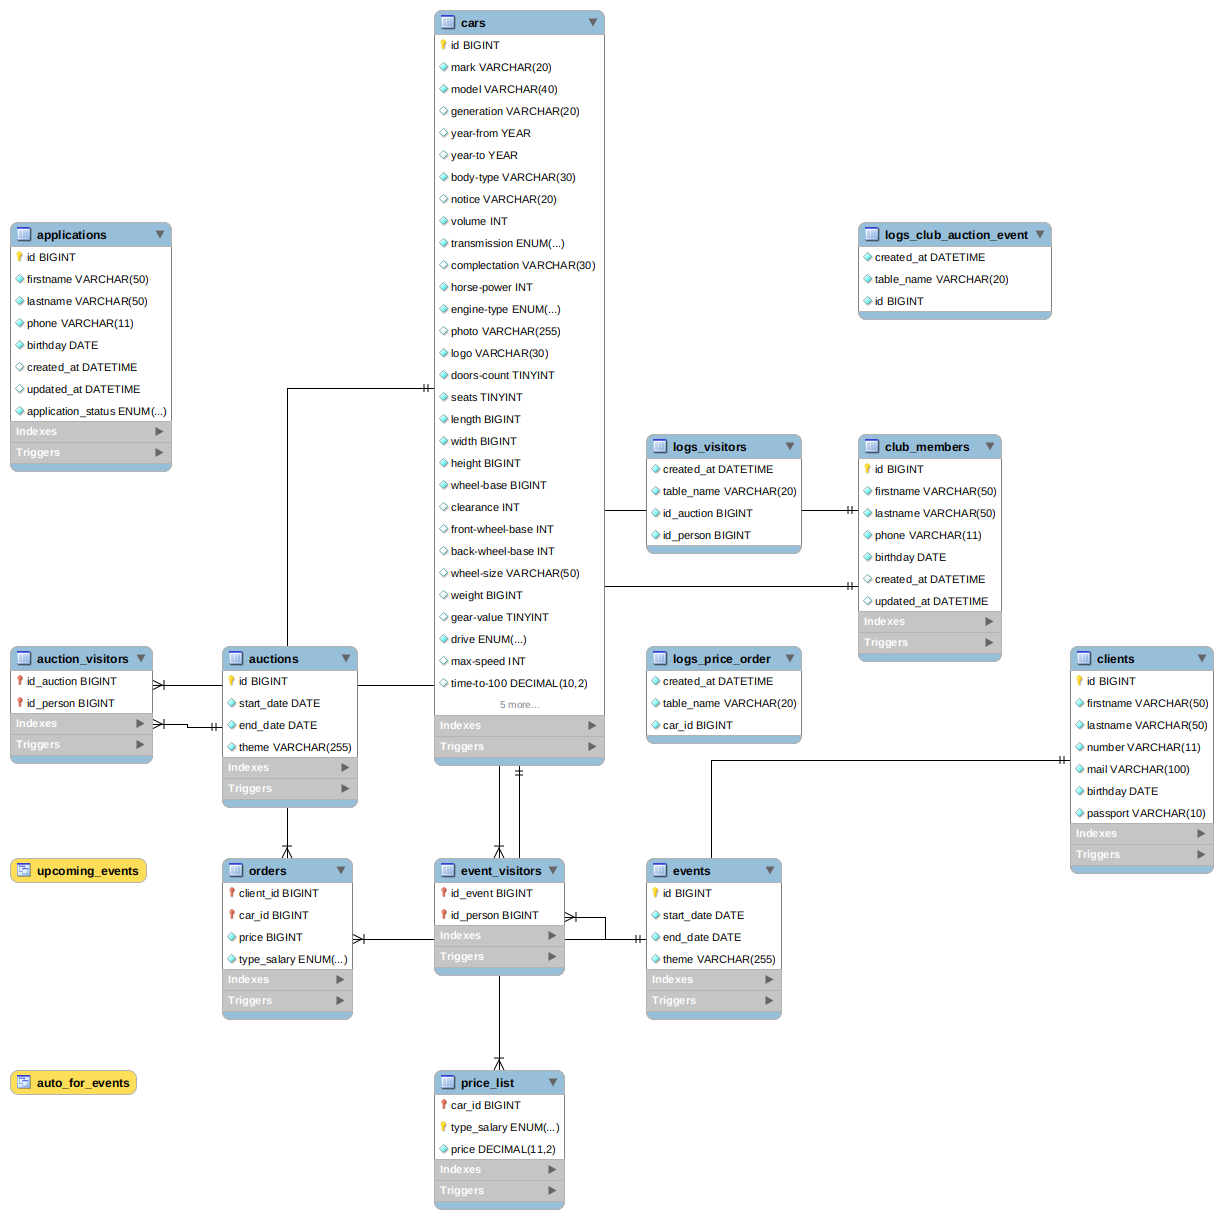 cars
id BIGINT
mark VARCHAR(20)
model VARCHAR(40)
generation VARCHAR(20)
year-from YEAR
year-to YEAR
body-type VARCHAR(30)
notice VARCHAR(20)
volume INT
transmission ENUM(...)
complectation VARCHAR(30)
horse-power INT
engine-type ENUM(...)
photo VARCHAR(255)
logo VARCHAR(30)
doors-count TINYINT
seats TINYINT
length BIGINT
width BIGINT
height BIGINT
wheel-base BIGINT
clearance INT
front-wheel-base INT
back-wheel-base INT
wheel-size VARCHAR(50)
weight BIGINT
gear-value TINYINT
drive ENUM(...)
max-speed INT
time-to-100 DECIMAL(10,2)
5 more...
Indexes
Triggers
applications
id BIGINT
firstname VARCHAR(50)
lastname VARCHAR(50)
phone VARCHAR(11)
birthday DATE
created_at DATETIME
updated_at DATETIME
application_status ENUM(...)
Indexes
Triggers
logs_club_auction_event
created_at DATETIME
table_name VARCHAR(20)
id BIGINT
logs_visitors
created_at DATETIME
table_name VARCHAR(20)
id_auction BIGINT
id_person BIGINT
club_members
id BIGINT
firstname VARCHAR(50)
lastname VARCHAR(50)
phone VARCHAR(11)
birthday DATE
created_at DATETIME
updated_at DATETIME
Indexes
Triggers
auction_visitors
id_auction BIGINT
id_person BIGINT
Indexes
Triggers
auctions
id BIGINT
start_date DATE
end_date DATE
theme VARCHAR(255)
Indexes
Triggers
logs_price_order
created_at DATETIME
table_name VARCHAR(20)
car_id BIGINT
clients
id BIGINT
firstname VARCHAR(50)
lastname VARCHAR(50)
number VARCHAR(11)
mail VARCHAR(100)
birthday DATE
passport VARCHAR(10)
Indexes
Triggers
upcoming_events
orders
client_id BIGINT
car_id BIGINT
price BIGINT
type_salary ENUM(...)
Indexes
Triggers
event_visitors
id_event BIGINT
id_person BIGINT
Indexes
Triggers
events
id BIGINT
start_date DATE
end_date DATE
theme VARCHAR(255)
Indexes
Triggers
auto_for_events
price_list
car_id BIGINT
type_salary ENUM(...)
price DECIMAL(11,2)
Indexes
Triggers